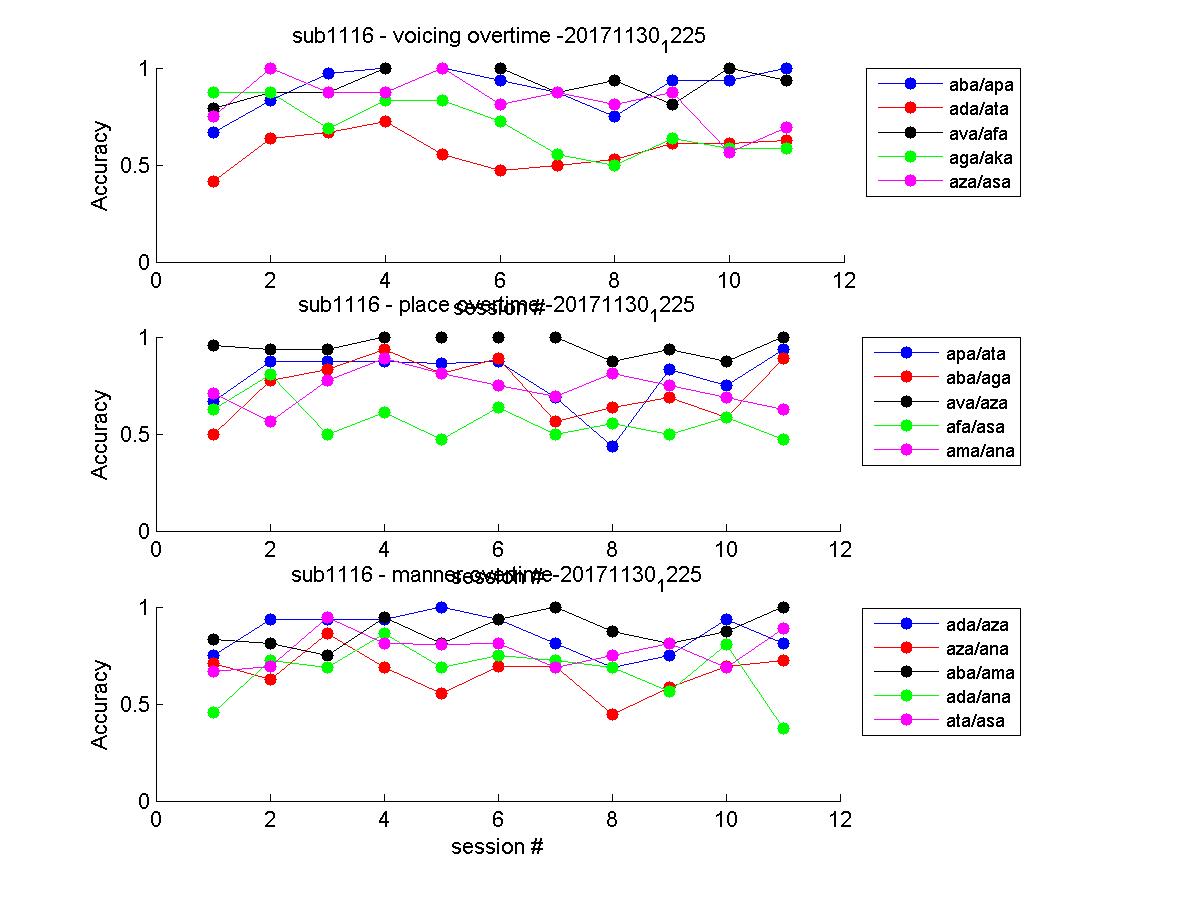 sub1116 - voicing overtime -20171130₁225
1
0.5
0
Accuracy
0 2 4 6 8 10 12
session #
aba/apa
ada/ata
ava/afa
aga/aka
aza/asa
sub1116 - place overtime -20171130₁225
1
0.5
0
Accuracy
0 2 4 6 8 10 12
session #
apa/ata
aba/aga
ava/aza
afa/asa
ama/ana
sub1116 - manner overtime -20171130₁225
1
0.5
0
Accuracy
0 2 4 6 8 10 12
session #
ada/aza
aza/ana
aba/ama
ada/ana
ata/asa